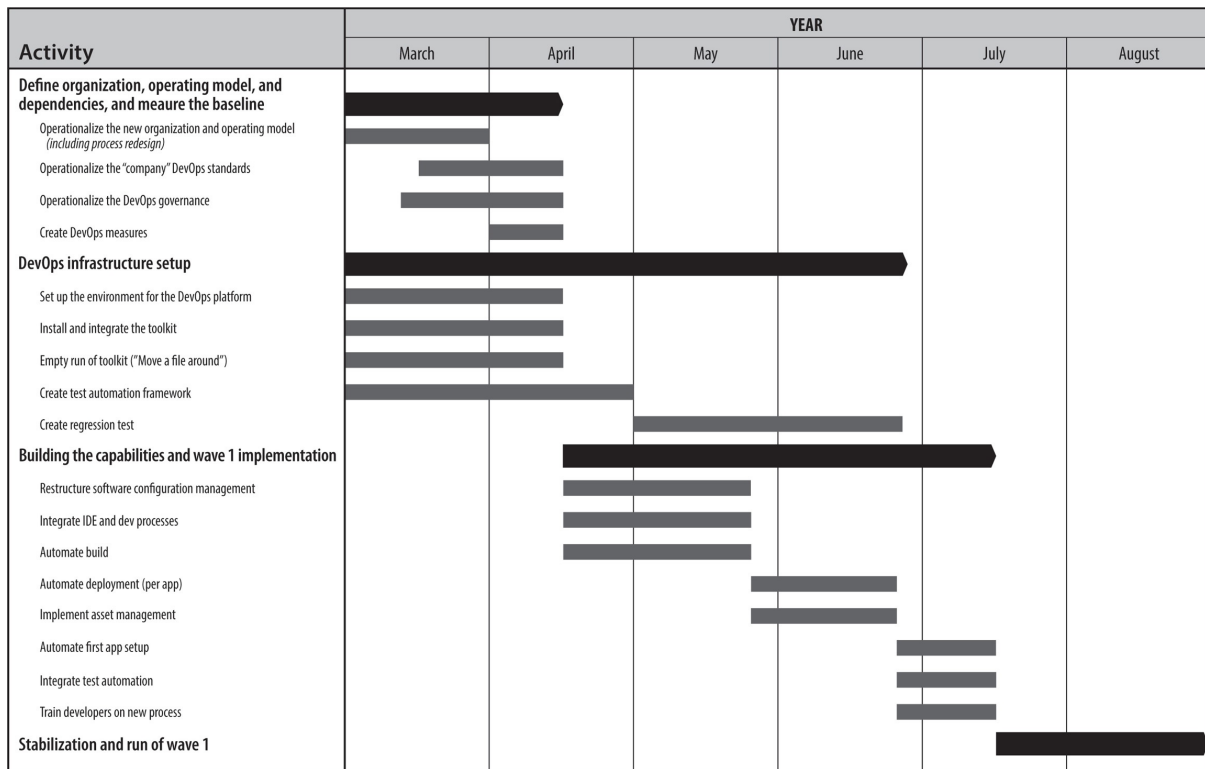 YEAR
Activity March April May June July August
Define organization, operating model, and
dependencies, and meaure the baseline
Operationalize the new organization and operating model
(including process redesign)
Operationalize the “company” DevOps standards
Operationalize the DevOps governance
Create DevOps measures
DevOps infrastructure setup
Set up the environment for the DevOps platform
Install and integrate the toolkit
Empty run of toolkit (”Move a file around”)
Create test automation framework
Create regression test
Building the capabilities and wave 1 implementation
Restructure software configuration management
Integrate IDE and dev processes
Automate build
Automate deployment (per app)
Implement asset management
Automate first app setup
Integrate test automation
Train developers on new process
Stabilization and run of wave 1